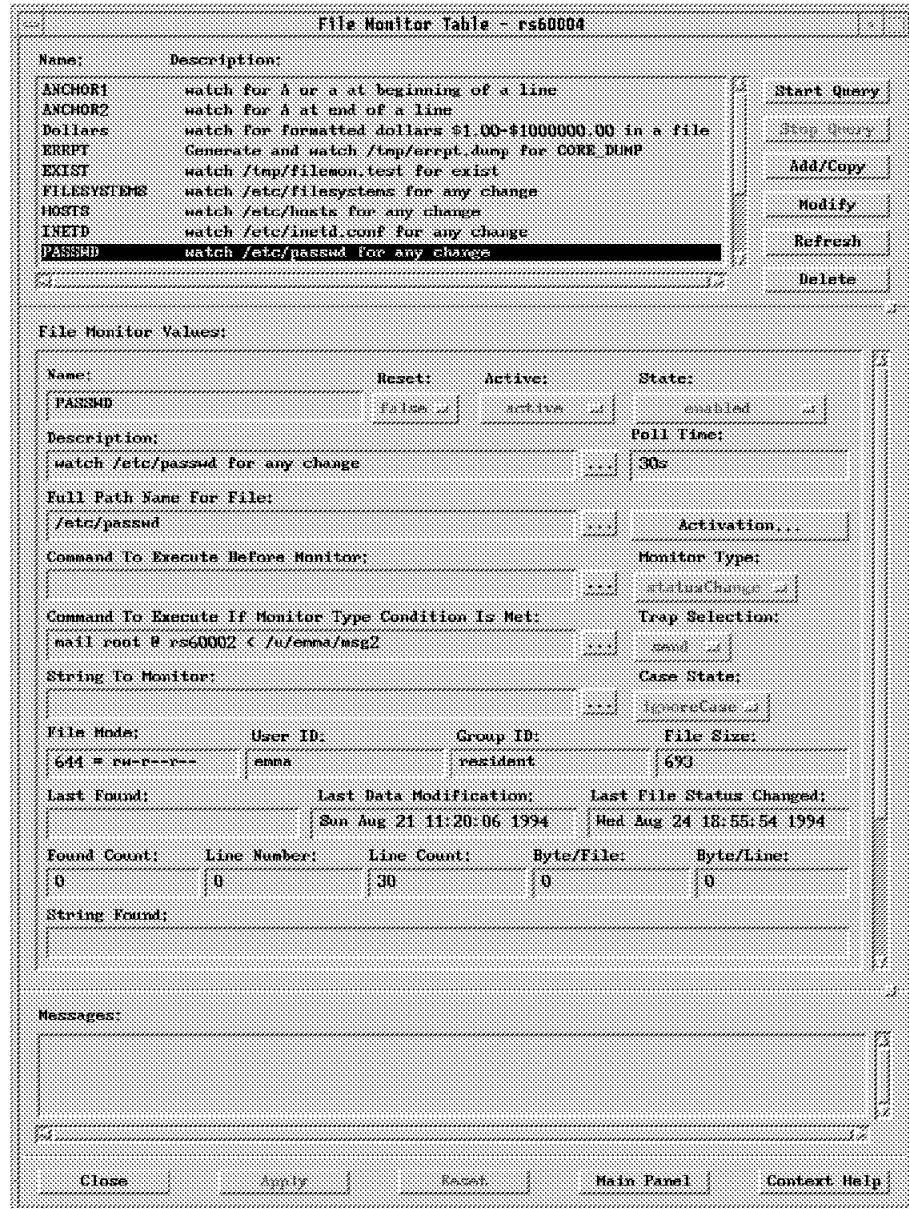 File Monitor Table - rs60004
Name: Description:
ANCHOR1 watch for A or a at beginning of a line
ANCHOR2 watch for A at end of a line
Dollars watch for formatted dollars $1.00-$1000000.00 in a file
ERRPT Generate and watch /tmp/errpt.dump for CORE_DUMP
EXIST watch /tmp/filemon.test for exist
FILESYSTEMS watch /etc/filesystems for any change
HOSTS watch /etc/hosts for any change
INETD watch /etc/inetd.conf for any change
PASSWD watch /etc/passwd for any change
Start Query
Stop Query
Add/Copy
Modify
Refresh
Delete
File Monitor Values:
Name: Reset: Active: State:
PASSWD false active enabled
Description: Poll Time:
watch /etc/passwd for any change ... 30s
Full Path Name For File:
/etc/passwd ... Activation...
Command To Execute Before Monitor: Monitor Type:
... statusChange
Command To Execute If Monitor Type Condition Is Met: Trap Selection:
mail root @ rs60002 < /u/emma/msg2 ... send
String To Monitor: Case State:
... ignoreCase
File Mode: User ID: Group ID: File Size:
644 = rw-r--r-- emma resident 693
Last Found: Last Data Modification: Last File Status Changed:
Sun Aug 21 11:20:06 1994 Wed Aug 24 18:55:54 1994
Found Count: Line Number: Line Count: Byte/File: Byte/Line:
0 0 30 0 0
String Found:
Messages:
Close Apply Reset Main Panel Context Help